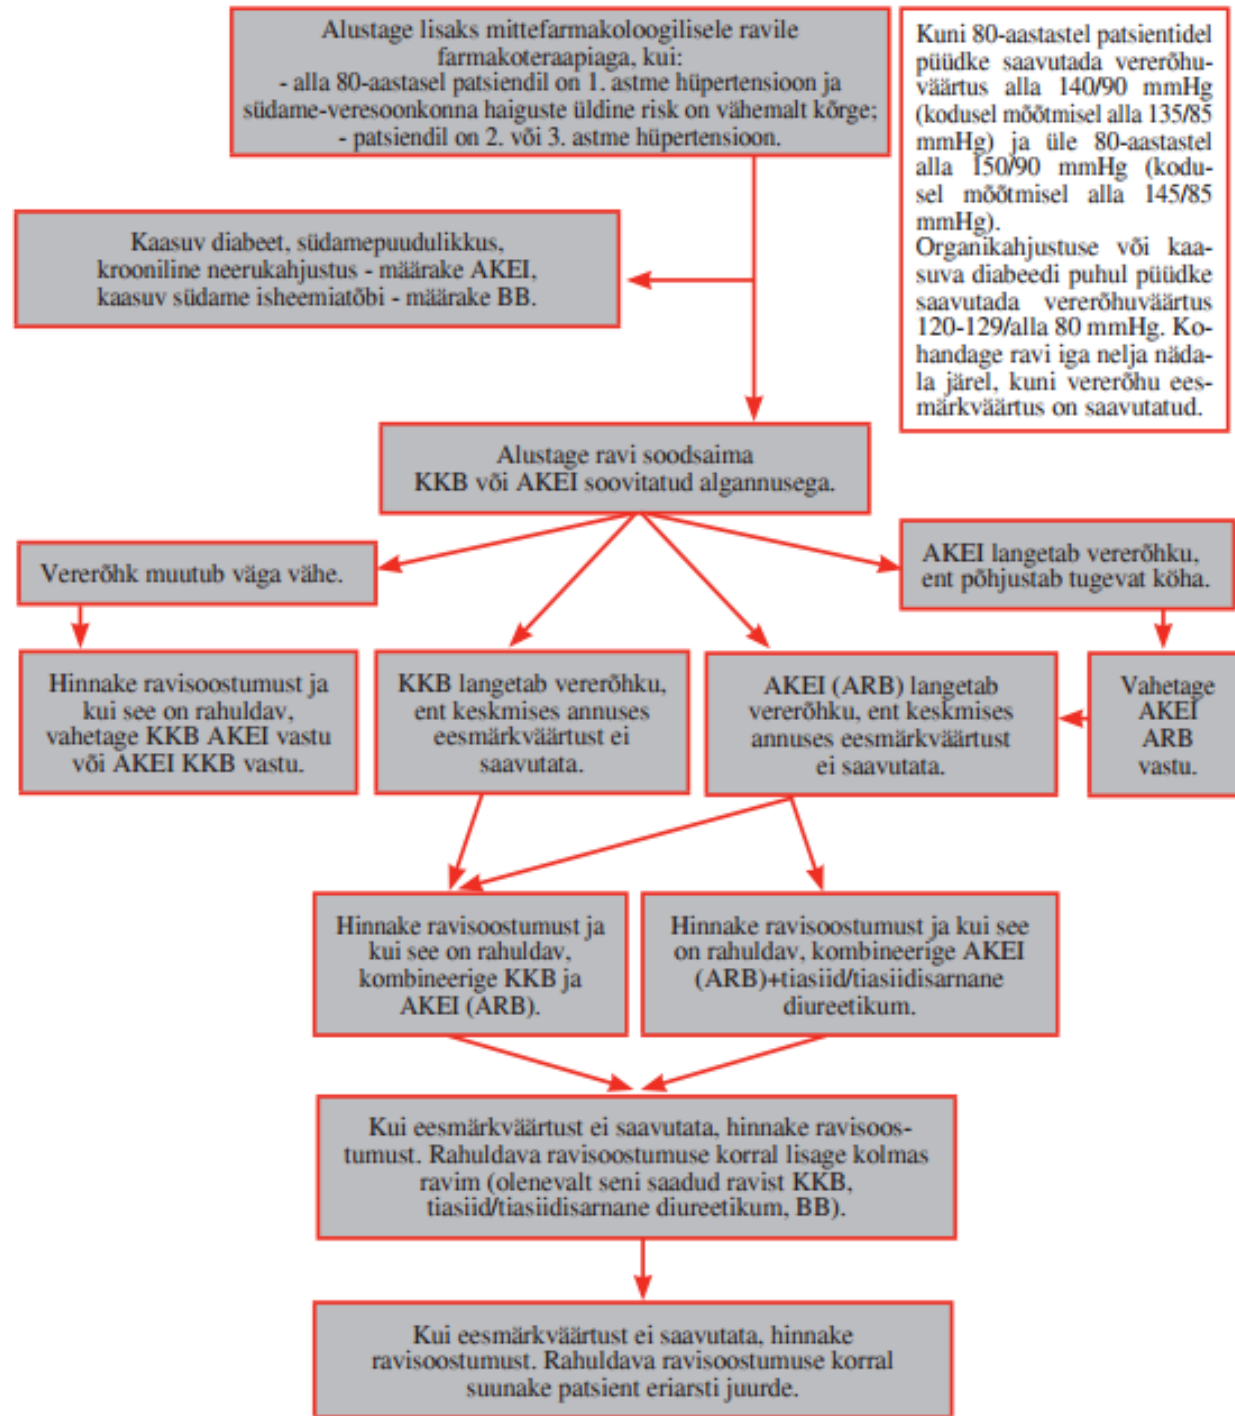 Alustage lisaks mittefarmakoloogilisele ravile
farmakoteraapiaga, kui:
- alla 80-aastasel patsiendil on 1. astme hüpertensioon ja
südame-veresoonkonna haiguste üldine risk on vähemalt kõrge;
- patsiendil on 2. või 3. astme hüpertensioon.
Kuni 80-aastastel patsientidel
püüdke saavutada vererõhu-
väärtus alla 140/90 mmHg
(kodusel mõõtmisel alla 135/85
mmHg) ja üle 80-aastastel
alla 150/90 mmHg (kodu-
sel mõõtmisel alla 145/85
mmHg).
Organikahjustuse või kaa-
suva diabeedi puhul püüdke
saavutada vererõhuväärtus
120-129/alla 80 mmHg. Ko-
handage ravi iga nelja näda-
la järel, kuni vererõhu ees-
märkväärtus on saavutatud.
Kaasuv diabeet, südamepuudulikkus,
krooniline neerukahjustus - määrake AKEI,
kaasuv südame isheemiatõbi - määrake BB.
Alustage ravi soodsaima
KKB või AKEI soovitatud algannusega.
Vererõhk muutub väga vähe.
AKEI langetab vererõhku,
ent põhjustab tugevat köha.
Hinnake ravisoostumust ja
kui see on rahuldav,
vahetage KKB AKEI vastu
või AKEI KKB vastu.
KKB langetab vererõhku,
ent keskmises annuses
eesmärkväärtust ei
saavutata.
AKEI (ARB) langetab
vererõhku, ent keskmises
annuses eesmärkväärtust
ei saavutata.
Vahetage
AKEI
ARB
vastu.
Hinnake ravisoostumust ja
kui see on rahuldav,
kombineerige KKB ja
AKEI (ARB).
Hinnake ravisoostumust ja kui see
on rahuldav, kombineerige AKEI
(ARB)+tiasiid/tiasiidisarnane
diureetikum.
Kui eesmärkväärtust ei saavutata, hinnake ravisoos-
tumust. Rahuldava ravisoostumuse korral lisage kolmas
ravim (olenevalt seni saadud ravist KKB,
tiasiid/tiasiidisarnane diureetikum, BB).
Kui eesmärkväärtust ei saavutata, hinnake
ravisoostumust. Rahuldava ravisoostumuse korral
suunake patsient eriarsti juurde.